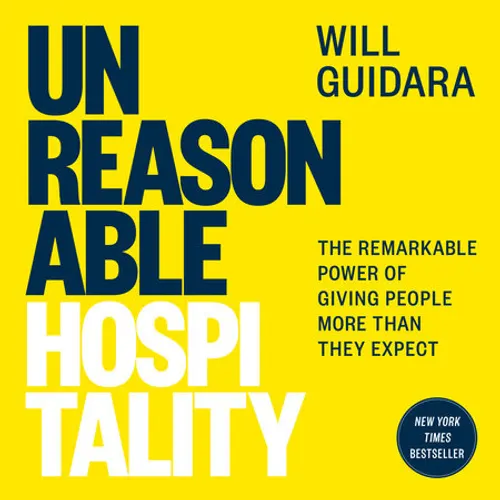 UN
REASON
ABLE
HOSPI
TALITY
WILL
GUIDARA
THE REMARKABLE
POWER OF
GIVING PEOPLE
MORE THAN
THEY EXPECT
NEW YORK
TIMES
BESTSELLER